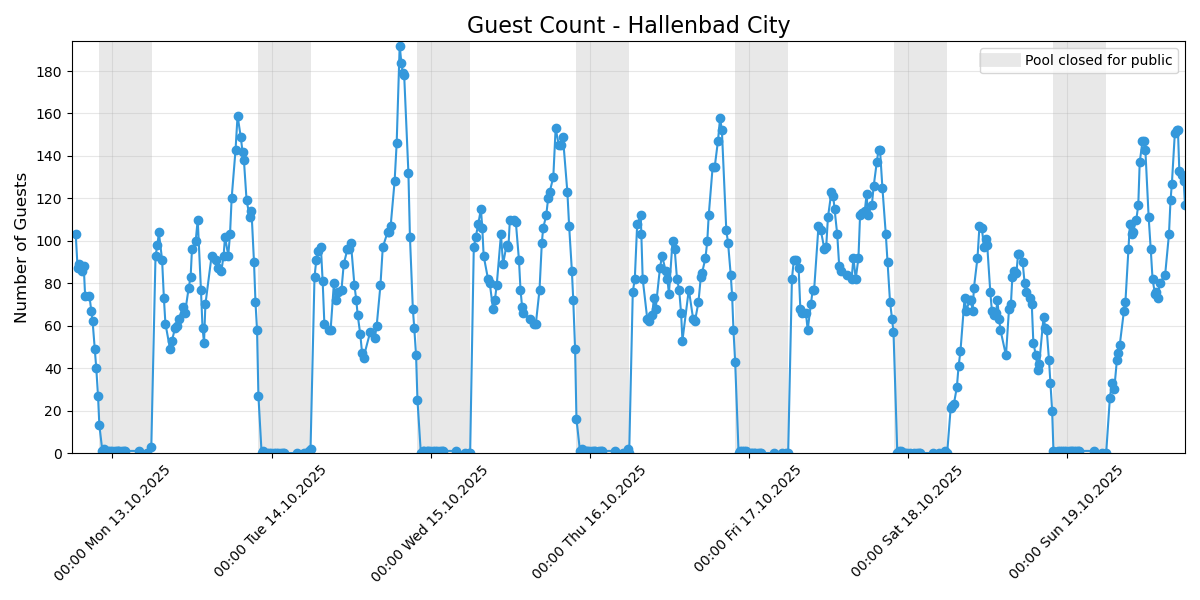 Guest Count - Hallenbad City
Pool closed for public
Number of Guests
180
160
140
120
100
80
60
40
20
0
00:00 Mon 13.10.2025
00:00 Tue 14.10.2025
00:00 Wed 15.10.2025
00:00 Thu 16.10.2025
00:00 Fri 17.10.2025
00:00 Sat 18.10.2025
00:00 Sun 19.10.2025